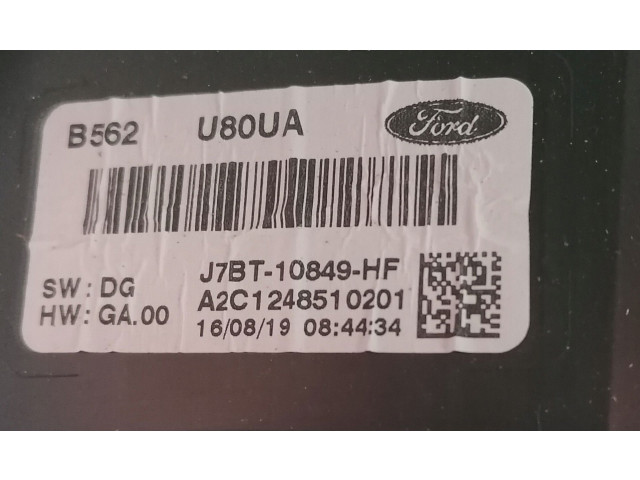 B562 U80UA Ford
J7BT-10849-HF
SW: DG
A2C1248510201
HW: GA.00
16/08/19 08:44:34